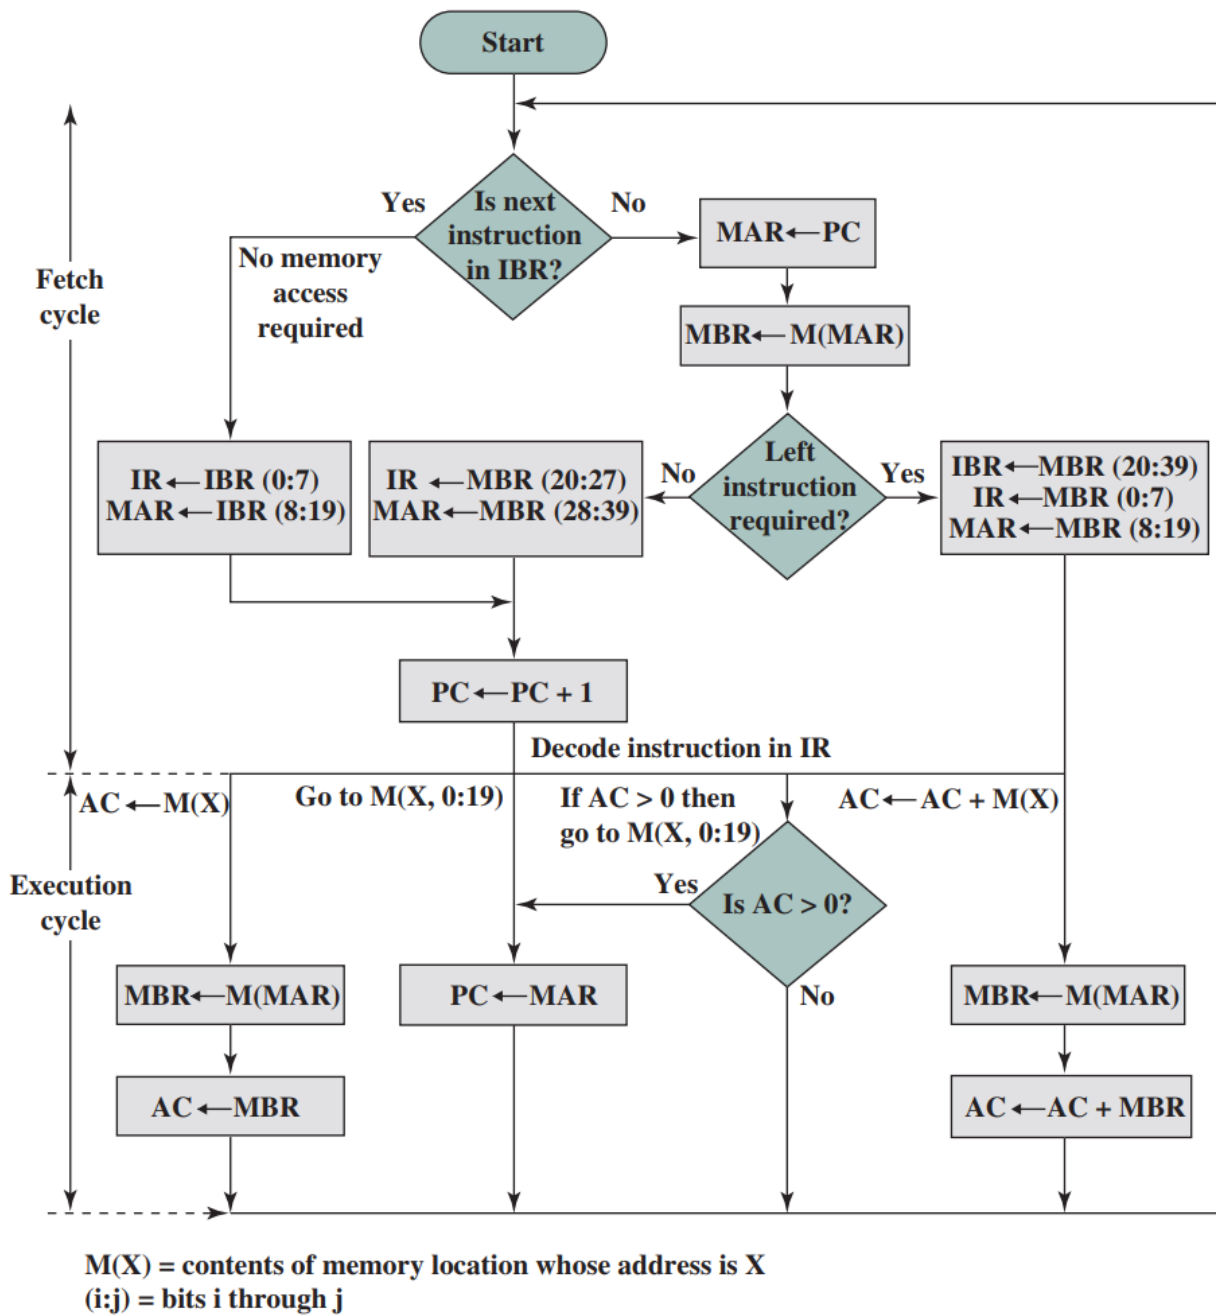 Start
Yes
Is next
instruction
in IBR?
No
MAR ← PC
No memory
access
required
Fetch
cycle
MBR ← M(MAR)
IR ← IBR (0:7)
MAR ← IBR (8:19)
IR ← MBR (20:27)
MAR ← MBR (28:39)
No
Left
instruction
required?
Yes
IBR ← MBR (20:39)
IR ← MBR (0:7)
MAR ← MBR (8:19)
PC ← PC + 1
Decode instruction in IR
AC ← M(X)
Go to M(X, 0:19)
If AC > 0 then
go to M(X, 0:19)
AC ← AC + M(X)
Execution
cycle
Yes
Is AC > 0?
No
MBR ← M(MAR)
PC ← MAR
MBR ← M(MAR)
AC ← MBR
AC ← AC + MBR
M(X) = contents of memory location whose address is X
(i:j) = bits i through j